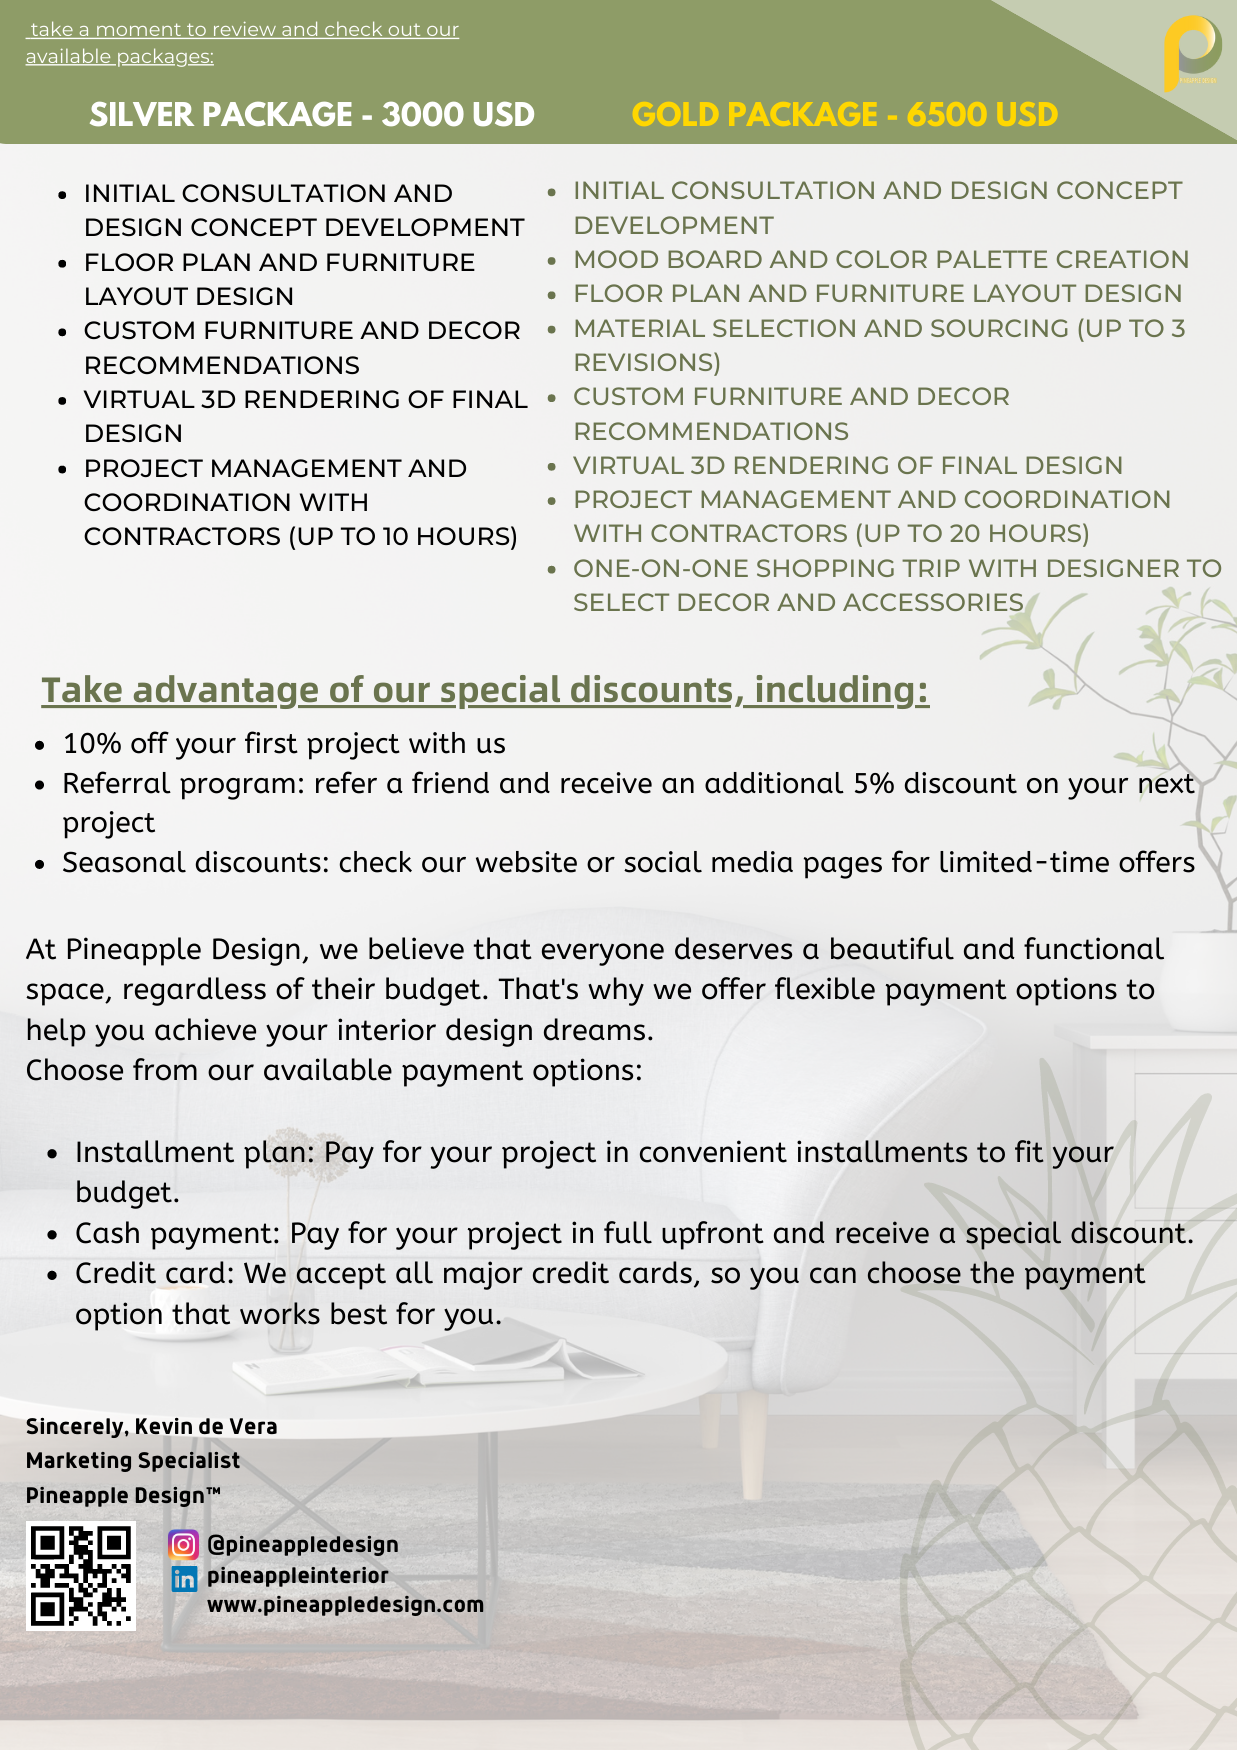 take a moment to review and check out our
available packages:
SILVER PACKAGE - 3000 USD
INITIAL CONSULTATION AND
DESIGN CONCEPT DEVELOPMENT
FLOOR PLAN AND FURNITURE
LAYOUT DESIGN
CUSTOM FURNITURE AND DECOR
RECOMMENDATIONS
VIRTUAL 3D RENDERING OF FINAL
DESIGN
PROJECT MANAGEMENT AND
COORDINATION WITH
CONTRACTORS (UP TO 10 HOURS)
GOLD PACKAGE - 6500 USD
INITIAL CONSULTATION AND DESIGN CONCEPT
DEVELOPMENT
MOOD BOARD AND COLOR PALETTE CREATION
FLOOR PLAN AND FURNITURE LAYOUT DESIGN
MATERIAL SELECTION AND SOURCING (UP TO 3
REVISIONS)
CUSTOM FURNITURE AND DECOR
RECOMMENDATIONS
VIRTUAL 3D RENDERING OF FINAL DESIGN
PROJECT MANAGEMENT AND COORDINATION
WITH CONTRACTORS (UP TO 20 HOURS)
ONE-ON-ONE SHOPPING TRIP WITH DESIGNER TO
SELECT DECOR AND ACCESSORIES
Take advantage of our special discounts, including:
10% off your first project with us
Referral program: refer a friend and receive an additional 5% discount on your next
project
Seasonal discounts: check our website or social media pages for limited-time offers
At Pineapple Design, we believe that everyone deserves a beautiful and functional
space, regardless of their budget. That's why we offer flexible payment options to
help you achieve your interior design dreams.
Choose from our available payment options:
Installment plan: Pay for your project in convenient installments to fit your
budget.
Cash payment: Pay for your project in full upfront and receive a special discount.
Credit card: We accept all major credit cards, so you can choose the payment
option that works best for you.
Sincerely, Kevin de Vera
Marketing Specialist
Pineapple Design™
@pineappledesign
pineappleinterior
www.pineappledesign.com